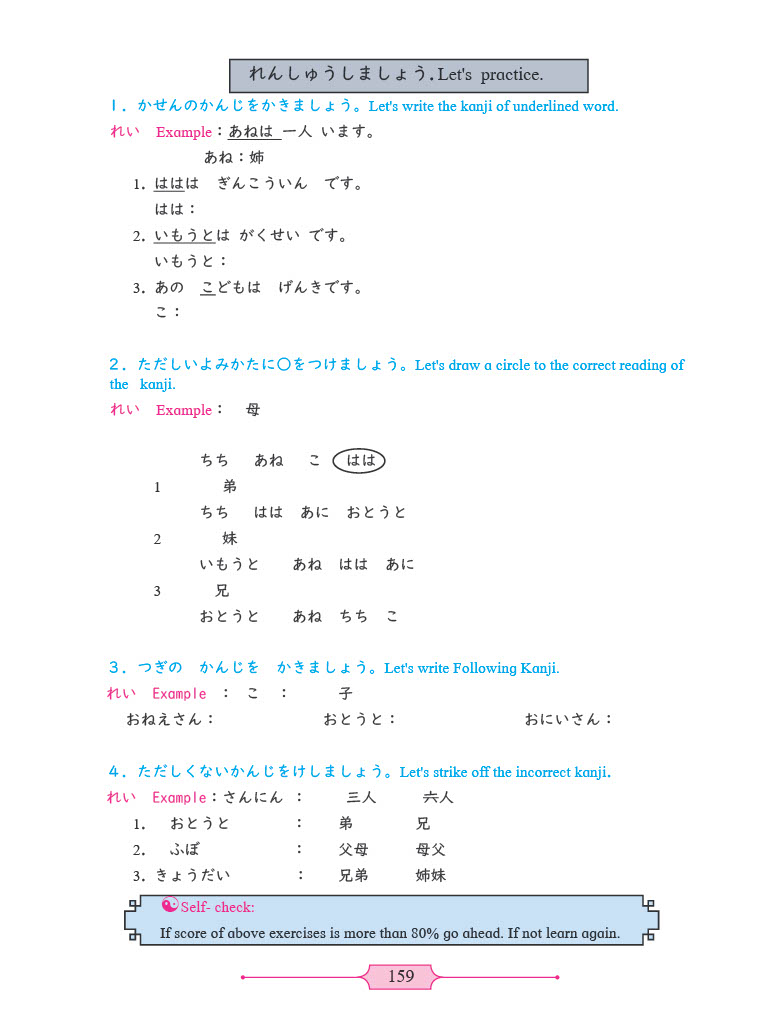 れんしゅうしましょう. Let's practice.
1. かせんのかんじをかきましょう。Let's write the kanji of underlined word.
れい Example：あねは 一人 います。
あね：姉
1. ははは ぎんこういん です。
はは：
2. いもうとは がくせい です。
いもうと：
3. あの こどもは げんきです。
こ：
2. ただしいよみかたに〇をつけましょう。Let's draw a circle to the correct reading of
the kanji.
れい Example： 母
ちち あね こ はは
1 弟
ちち はは あに おとうと
2 妹
いもうと あね はは あに
3 兄
おとうと あね ちち こ
3. つぎの かんじを かきましょう。Let's write Following Kanji.
れい Example ： こ ： 子
おねえさん： おとうと： おにいさん：
4. ただしくないかんじをけしましょう。Let's strike off the incorrect kanji.
れい Example：さんにん ： 三人 六人
1. おとうと ： 弟 兄
2. ふぼ ： 父母 母父
3. きょうだい ： 兄弟 姉妹
Self- check:
If score of above exercises is more than 80% go ahead. If not learn again.
159